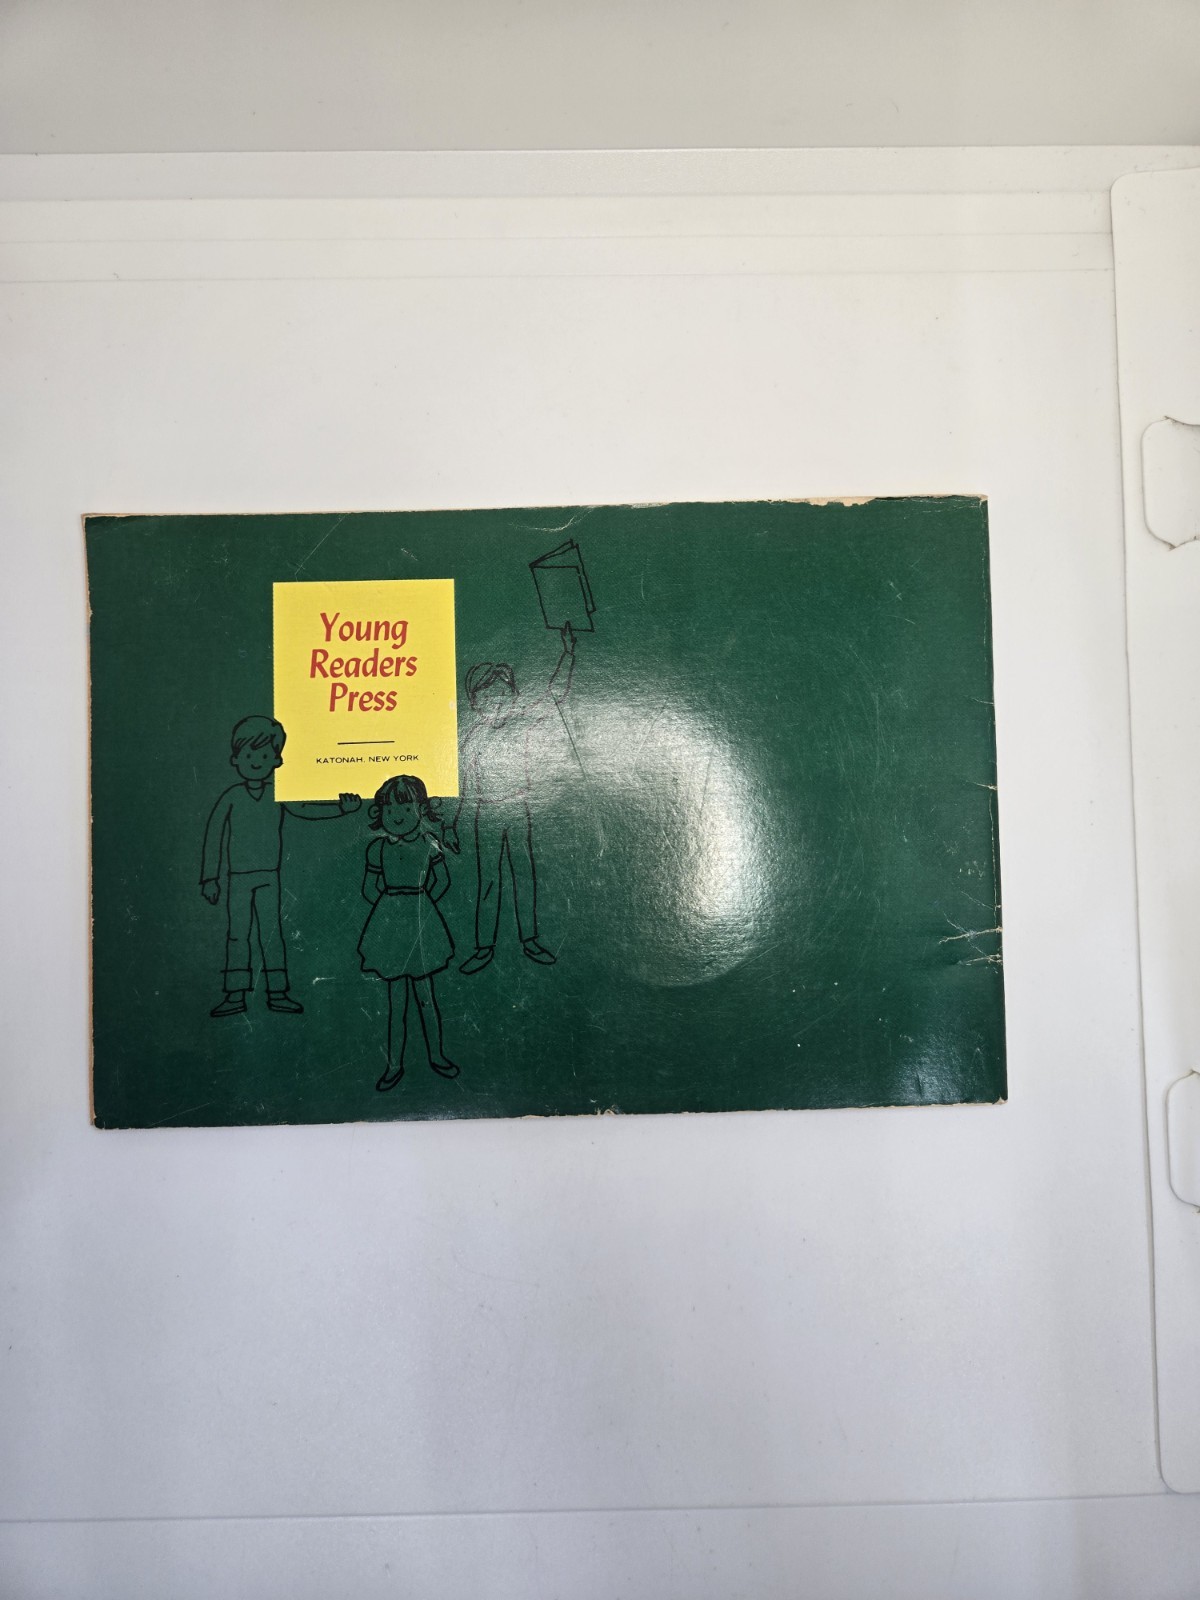 Young
Readers
Press
KATONAH, NEW YORK